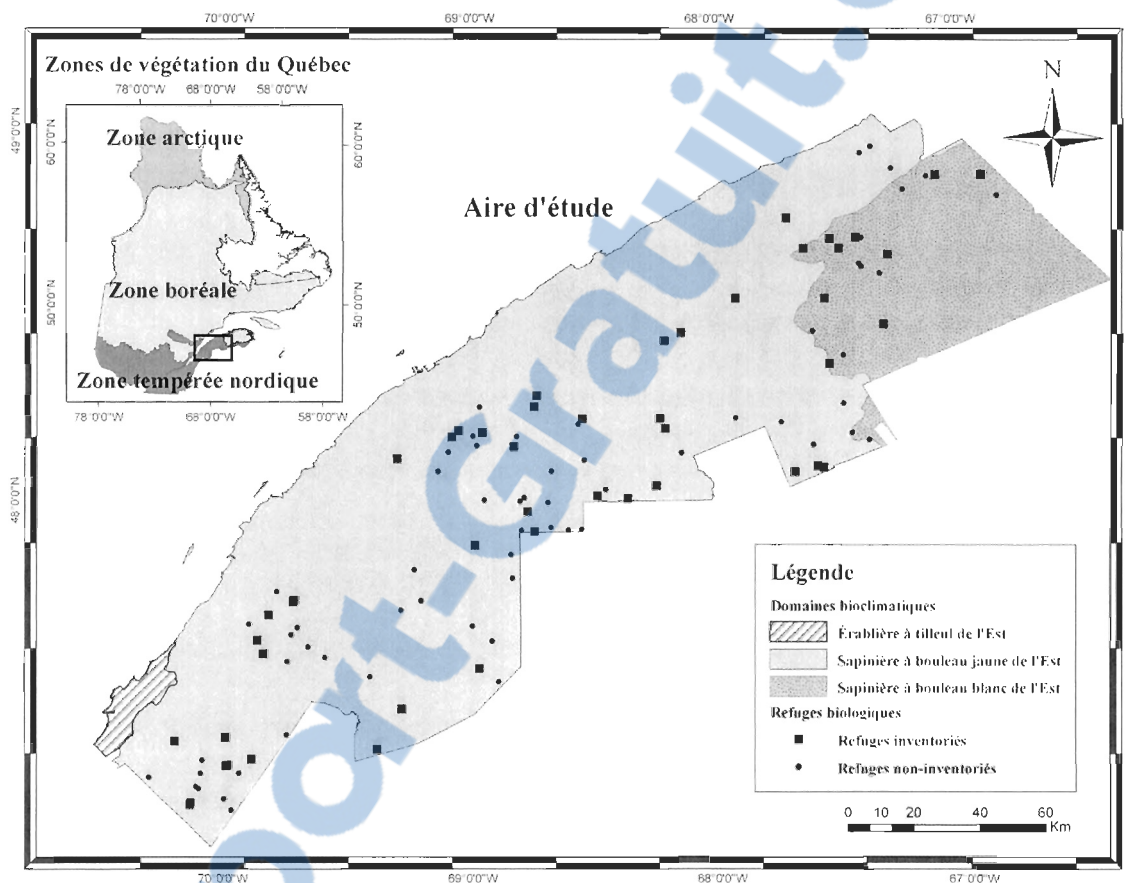 70°0'0"W 69°0'0"W 68°0'0"W 67°0'0"W
Zones de végétation du Québec
78°0'0"W 68°0'0"W 58°0'0"W
N
49°0'0"N
60°0'0"N
Zone arctique
60°0'0"N
Aire d'étude
50°0'0"N
Zone boréale
50°0'0"N
Zone tempérée nordique
78°0'0"W 68°0'0"W 58°0'0"W
48°0'0"N
Légende
Domaines bioclimatiques
Érablière à tilleul de l'Est
Sapinière à bouleau jaune de l'Est
Sapinière à bouleau blanc de l'Est
Refuges biologiques
Refuges inventoriés
Refuges non-inventoriés
0 10 20 40 60
Km
70°0'0"W 69°0'0"W 68°0'0"W 67°0'0"W
ort-Gratuit.